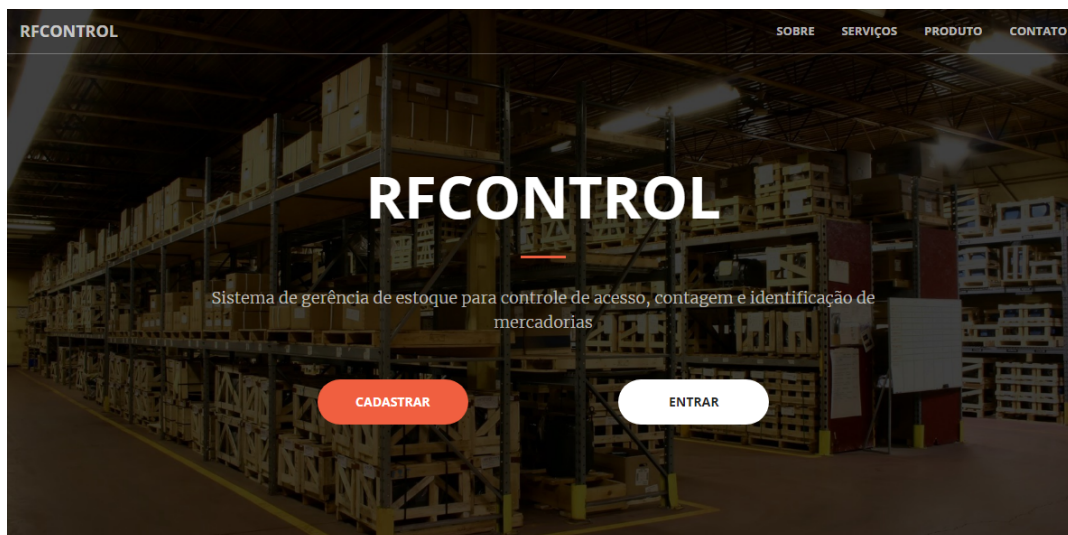 RFCONTROL
SOBRE SERVIÇOS PRODUTO CONTATO
RFCONTROL
Sistema de gerência de estoque para controle de acesso, contagem e identificação de
mercadorias
CADASTRAR ENTRAR